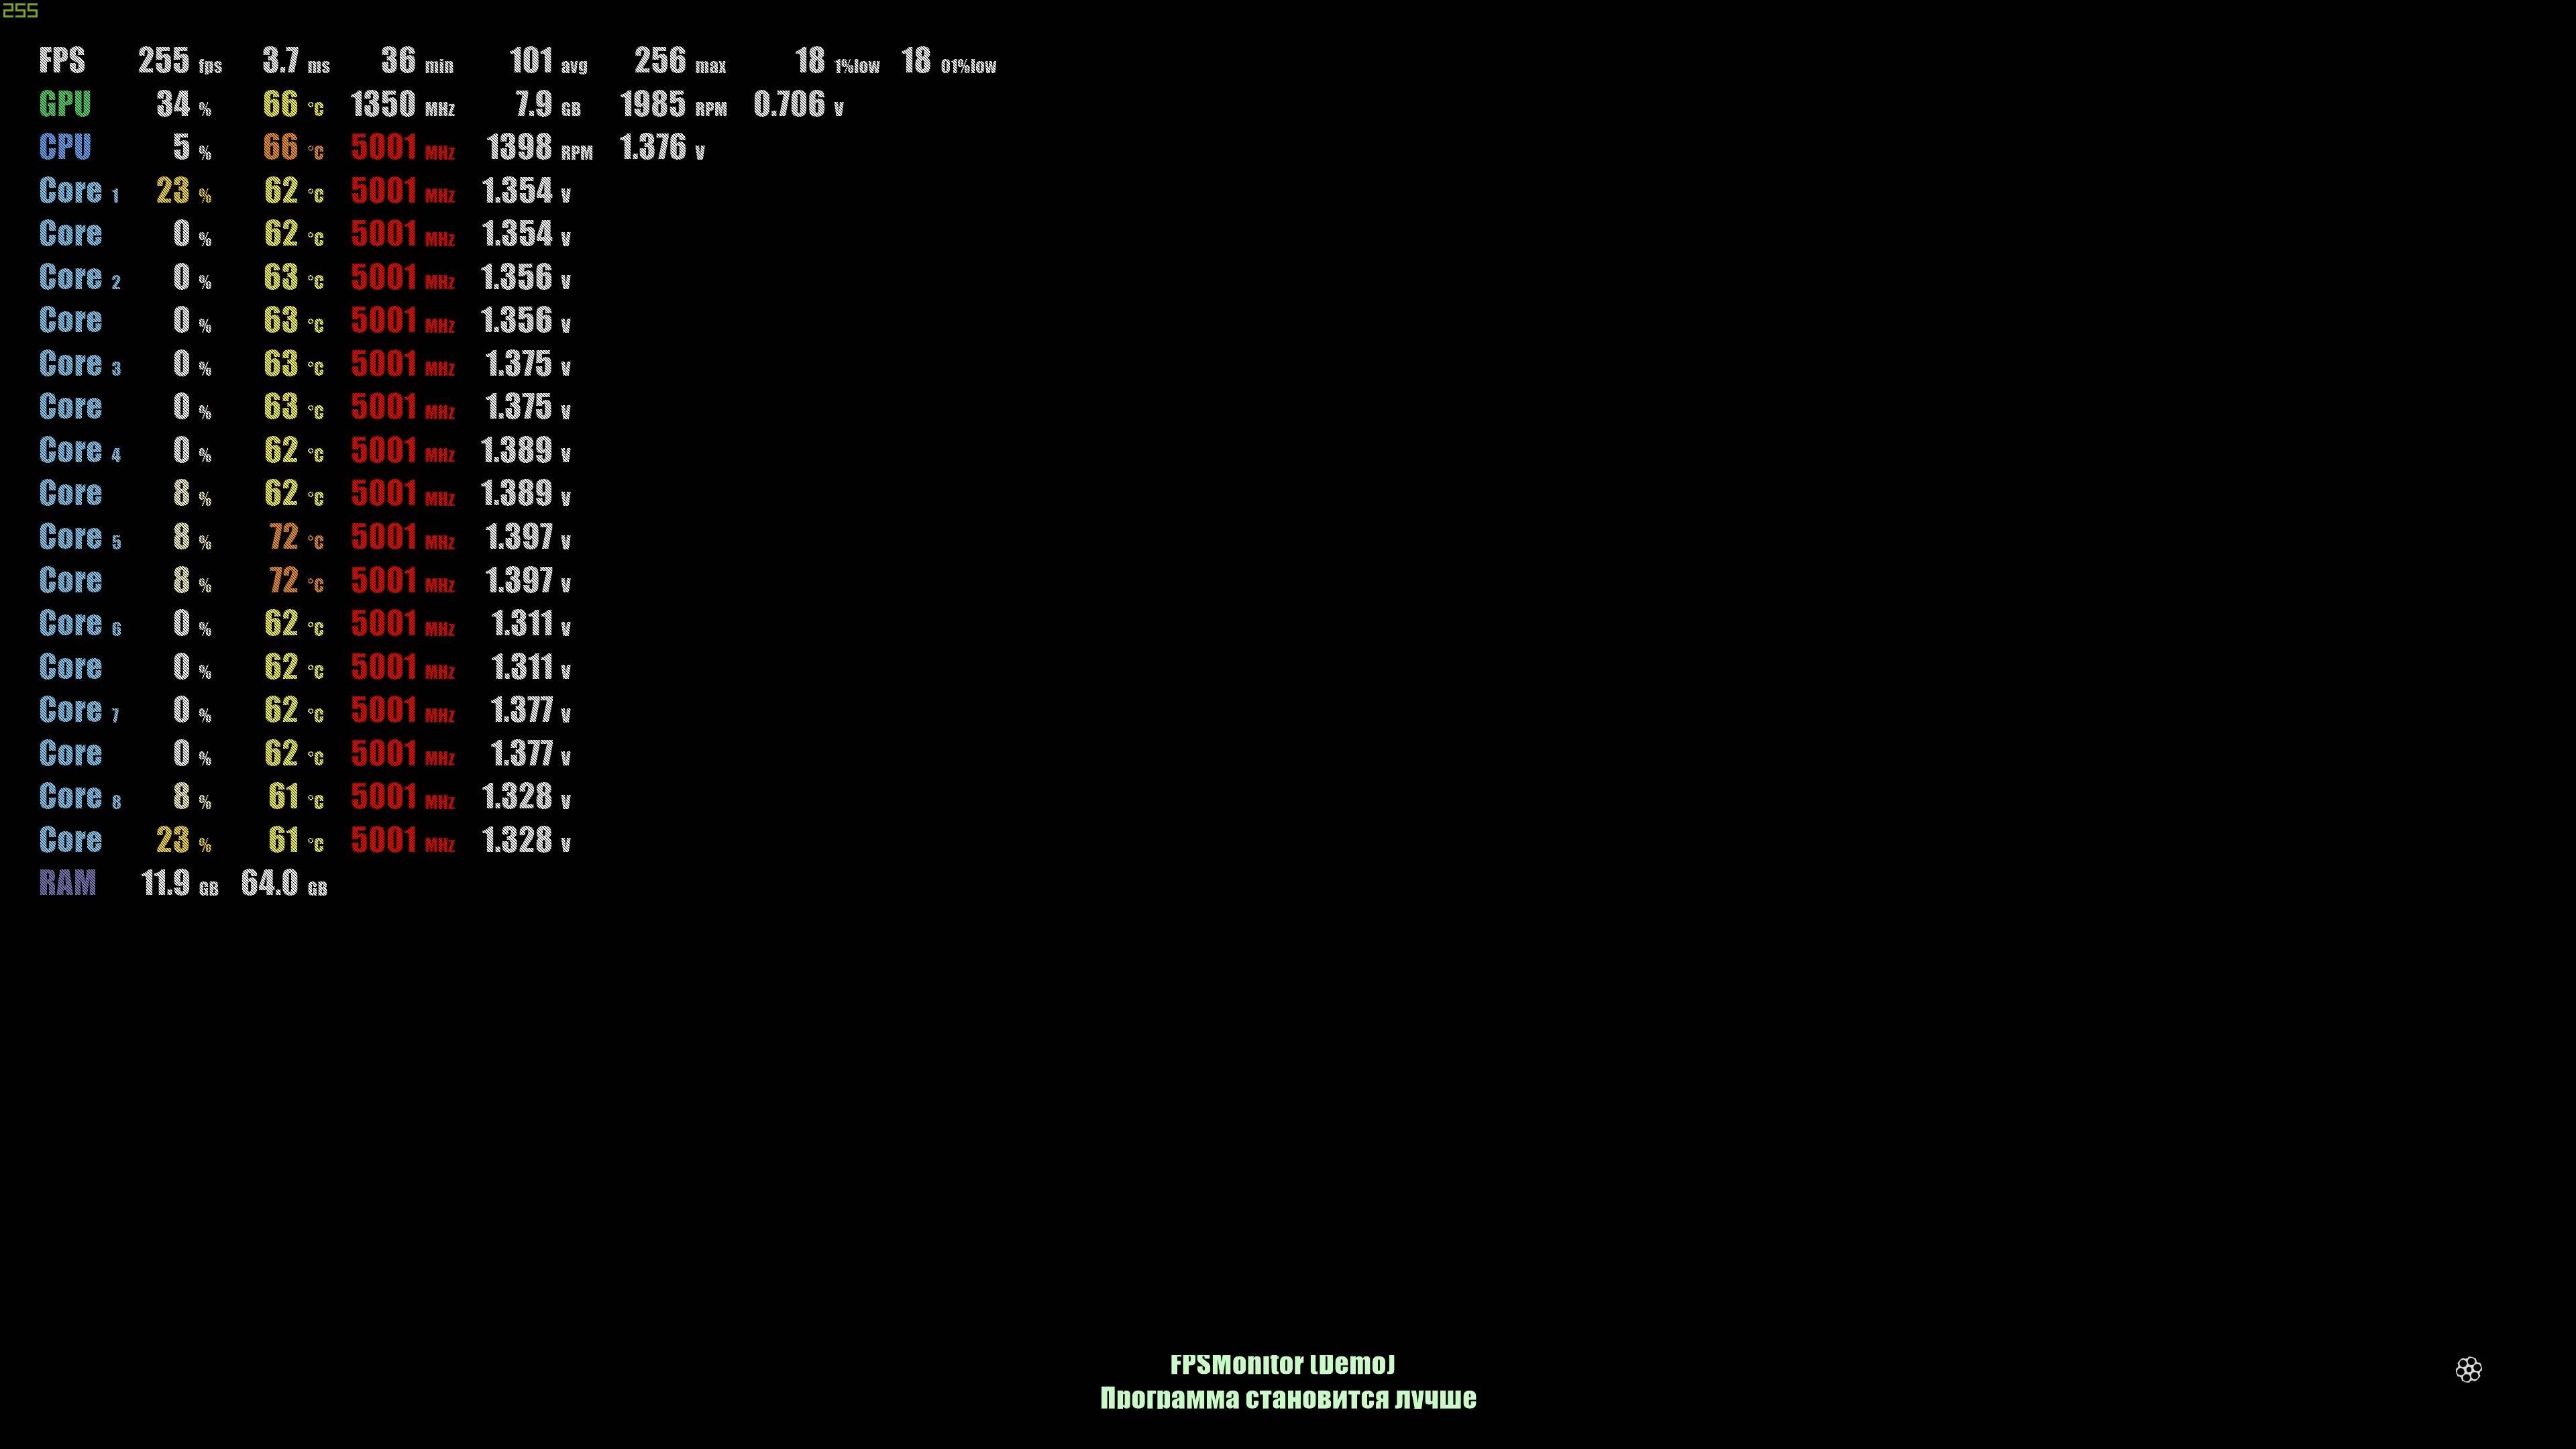 255
FPS 255 fps 3.7 ms 36 min 101 avg 256 max 18 1%low 18 01%low
GPU 34 % 66 °C 1350 MHz 7.9 GB 1985 RPM 0.706 V
CPU 5 % 66 °C 5001 MHz 1398 RPM 1.376 V
Core 1 23 % 62 °C 5001 MHz 1.354 V
Core 0 % 62 °C 5001 MHz 1.354 V
Core 2 0 % 63 °C 5001 MHz 1.356 V
Core 0 % 63 °C 5001 MHz 1.356 V
Core 3 0 % 63 °C 5001 MHz 1.375 V
Core 0 % 63 °C 5001 MHz 1.375 V
Core 4 0 % 62 °C 5001 MHz 1.389 V
Core 8 % 62 °C 5001 MHz 1.389 V
Core 5 8 % 72 °C 5001 MHz 1.397 V
Core 8 % 72 °C 5001 MHz 1.397 V
Core 6 0 % 62 °C 5001 MHz 1.311 V
Core 0 % 62 °C 5001 MHz 1.311 V
Core 7 0 % 62 °C 5001 MHz 1.377 V
Core 0 % 62 °C 5001 MHz 1.377 V
Core 8 8 % 61 °C 5001 MHz 1.328 V
Core 23 % 61 °C 5001 MHz 1.328 V
RAM 11.9 GB 64.0 GB
FPSMonitor (Demo)
Программа становится лучше